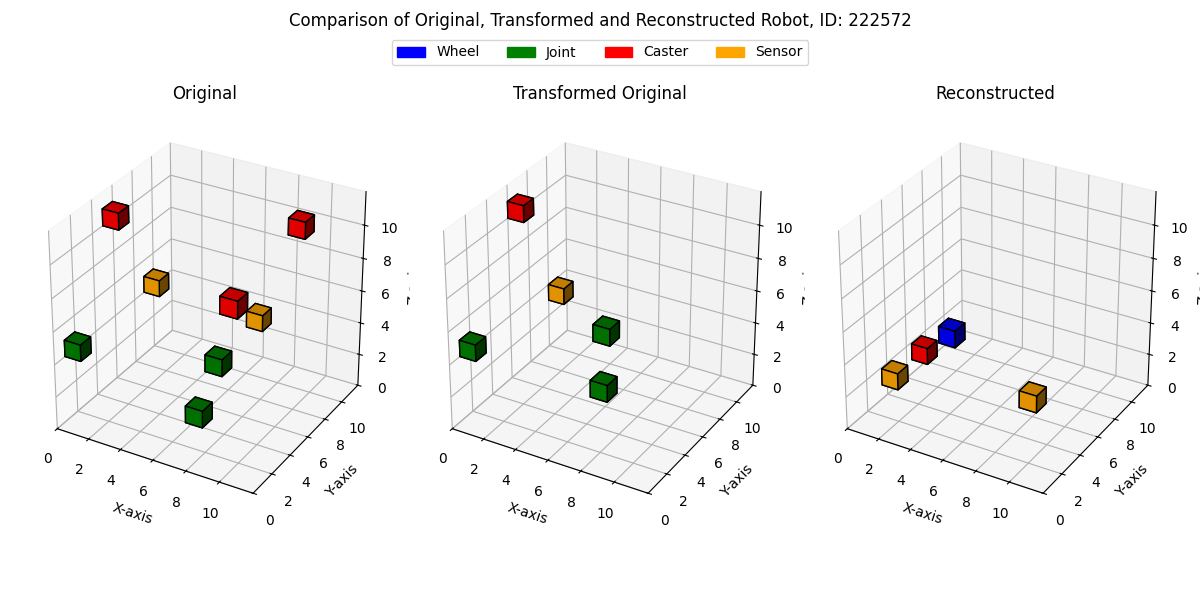 Comparison of Original, Transformed and Reconstructed Robot, ID: 222572
Wheel Joint Caster Sensor
Original
Transformed Original
Reconstructed
10
8
6
4
2
0
0 2 4 6 8 10
X-axis
0 2 4 6 8 10
Y-axis
10
8
6
4
2
0
0 2 4 6 8 10
X-axis
0 2 4 6 8 10
Y-axis
10
8
6
4
2
0
0 2 4 6 8 10
X-axis
0 2 4 6 8 10
Y-axis